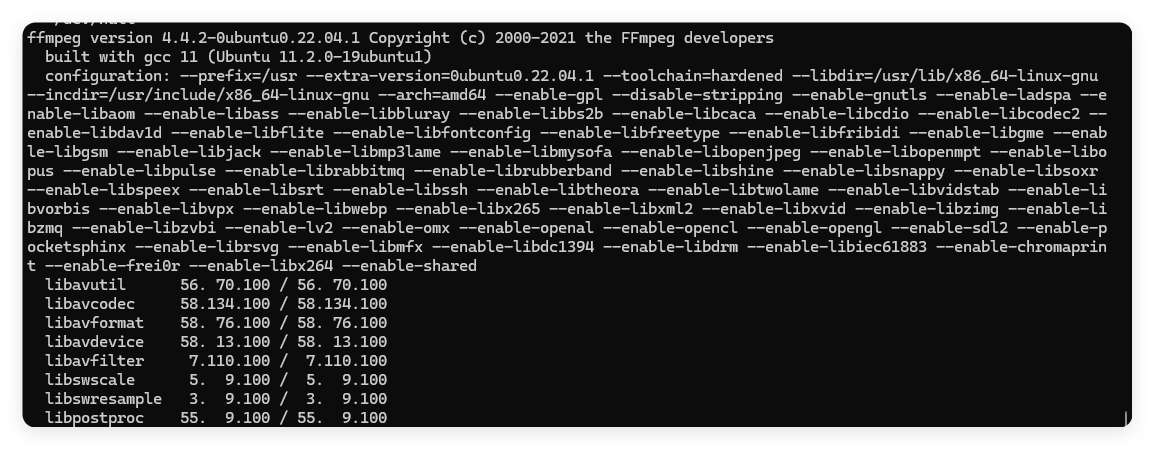 ffmpeg version 4.4.2-0ubuntu0.22.04.1 Copyright (c) 2000-2021 the FFmpeg developers
  built with gcc 11 (Ubuntu 11.2.0-19ubuntu1)
  configuration: --prefix=/usr --extra-version=0ubuntu0.22.04.1 --toolchain=hardened --libdir=/usr/lib/x86_64-linux-gnu
--incdir=/usr/include/x86_64-linux-gnu --arch=amd64 --enable-gpl --disable-stripping --enable-gnutls --enable-ladspa --e
nable-libaom --enable-libass --enable-libbluray --enable-libbs2b --enable-libcaca --enable-libcdio --enable-libcodec2 --
enable-libdav1d --enable-libflite --enable-libfontconfig --enable-libfreetype --enable-libfribidi --enable-libgme --enab
le-libgsm --enable-libjack --enable-libmp3lame --enable-libmysofa --enable-libopenjpeg --enable-libopenmpt --enable-libo
pus --enable-libpulse --enable-librabbitmq --enable-librubberband --enable-libshine --enable-libsnappy --enable-libsoxr
--enable-libspeex --enable-libsrt --enable-libssh --enable-libtheora --enable-libtwolame --enable-libvidstab --enable-li
bvorbis --enable-libvpx --enable-libwebp --enable-libx265 --enable-libxml2 --enable-libxvid --enable-libzimg --enable-li
bzmq --enable-libzvbi --enable-lv2 --enable-omx --enable-openal --enable-opencl --enable-opengl --enable-sdl2 --enable-p
ocketsphinx --enable-librsvg --enable-libmfx --enable-libdc1394 --enable-libdrm --enable-libiec61883 --enable-chromaprin
t --enable-frei0r --enable-libx264 --enable-shared
  libavutil      56. 70.100 / 56. 70.100
  libavcodec     58.134.100 / 58.134.100
  libavformat    58. 76.100 / 58. 76.100
  libavdevice    58. 13.100 / 58. 13.100
  libavfilter     7.110.100 /  7.110.100
  libswscale      5.  9.100 /  5.  9.100
  libswresample   3.  9.100 /  3.  9.100
  libpostproc    55.  9.100 / 55.  9.100